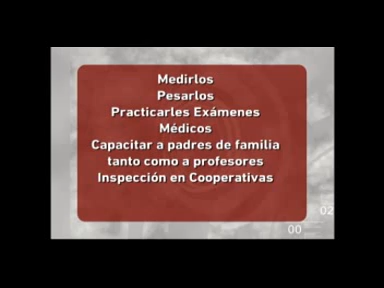 Medirlos
Pesarlos
Practicarles Exámenes
Médicos
Capacitar a padres de familia
tanto como a profesores
Inspección en Cooperativas
02
00